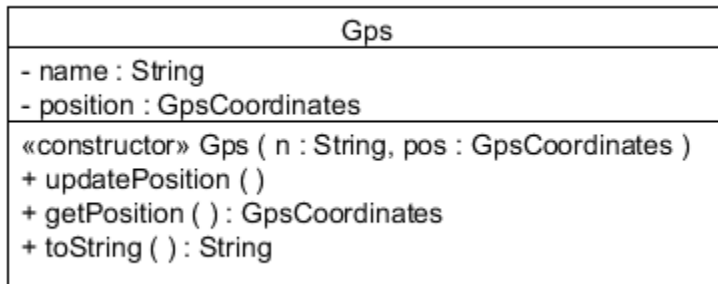 Gps
- name : String
- position : GpsCoordinates
«constructor» Gps ( n : String, pos : GpsCoordinates )
+ updatePosition ( )
+ getPosition ( ) : GpsCoordinates
+ toString ( ) : String